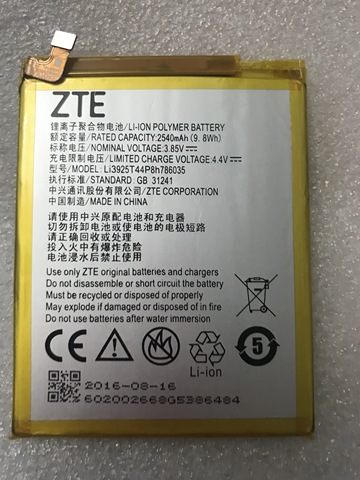 ZTE
锂离子聚合物电池/LI-ION POLYMER BATTERY
额定容量/RATED CAPACITY:2540mAh(9.8Wh)
标称电压/NOMINAL VOLTAGE:3.85V
充电限制电压/LIMITED CHARGE VOLTAGE:4.4V
型号/MODEL: Li3925T44P8h786035
执行标准/STANDARD: GB 31241
中兴通讯股份有限公司/ZTE CORPORATION
中国制造/MADE IN CHINA
请使用中兴原配电池和充电器
切勿拆卸电池或使电池的电极短路
请正确回收或处置废弃电池
投入火中有爆炸危险
电池浸水后禁止使用
Use only ZTE original batteries and chargers
Do not disassemble or short circuit the battery
Must be recycled or disposed of properly
May explode if disposed of in fire
Do not use after water immersion
CE
5
Li-ion
2016-08-16
602002668G5386484